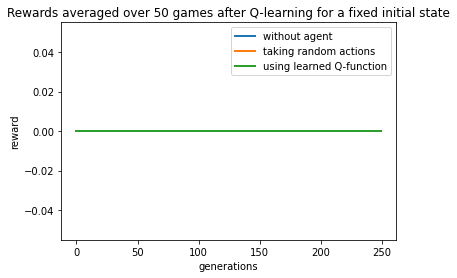 Rewards averaged over 50 games after Q-learning for a fixed initial state
without agent
taking random actions
using learned Q-function
0.04
0.02
0.00
−0.02
−0.04
reward
0
50
100
150
200
250
generations